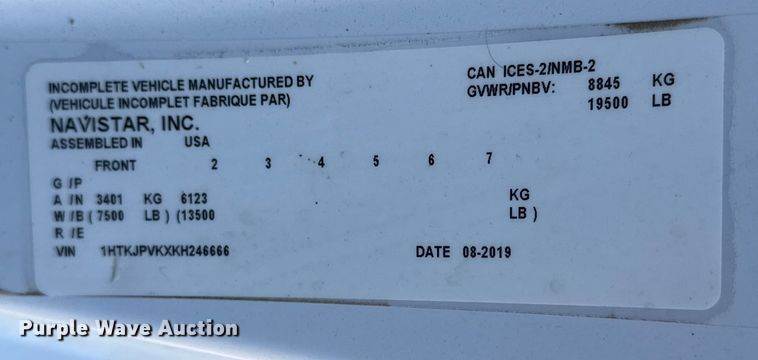 INCOMPLETE VEHICLE MANUFACTURED BY
(VEHICULE INCOMPLET FABRIQUE PAR)
NAVISTAR, INC.
ASSEMBLED IN USA
CAN ICES-2/NMB-2
GVWR/PNBV: 8845 KG
19500 LB
FRONT 2 3 4 5 6 7
G /P
A /N 3401 KG 6123 KG
W /B ( 7500 LB ) (13500 LB )
R /E
VIN 1HTKJPVKXKH246666 DATE 08-2019
Purple Wave Auction